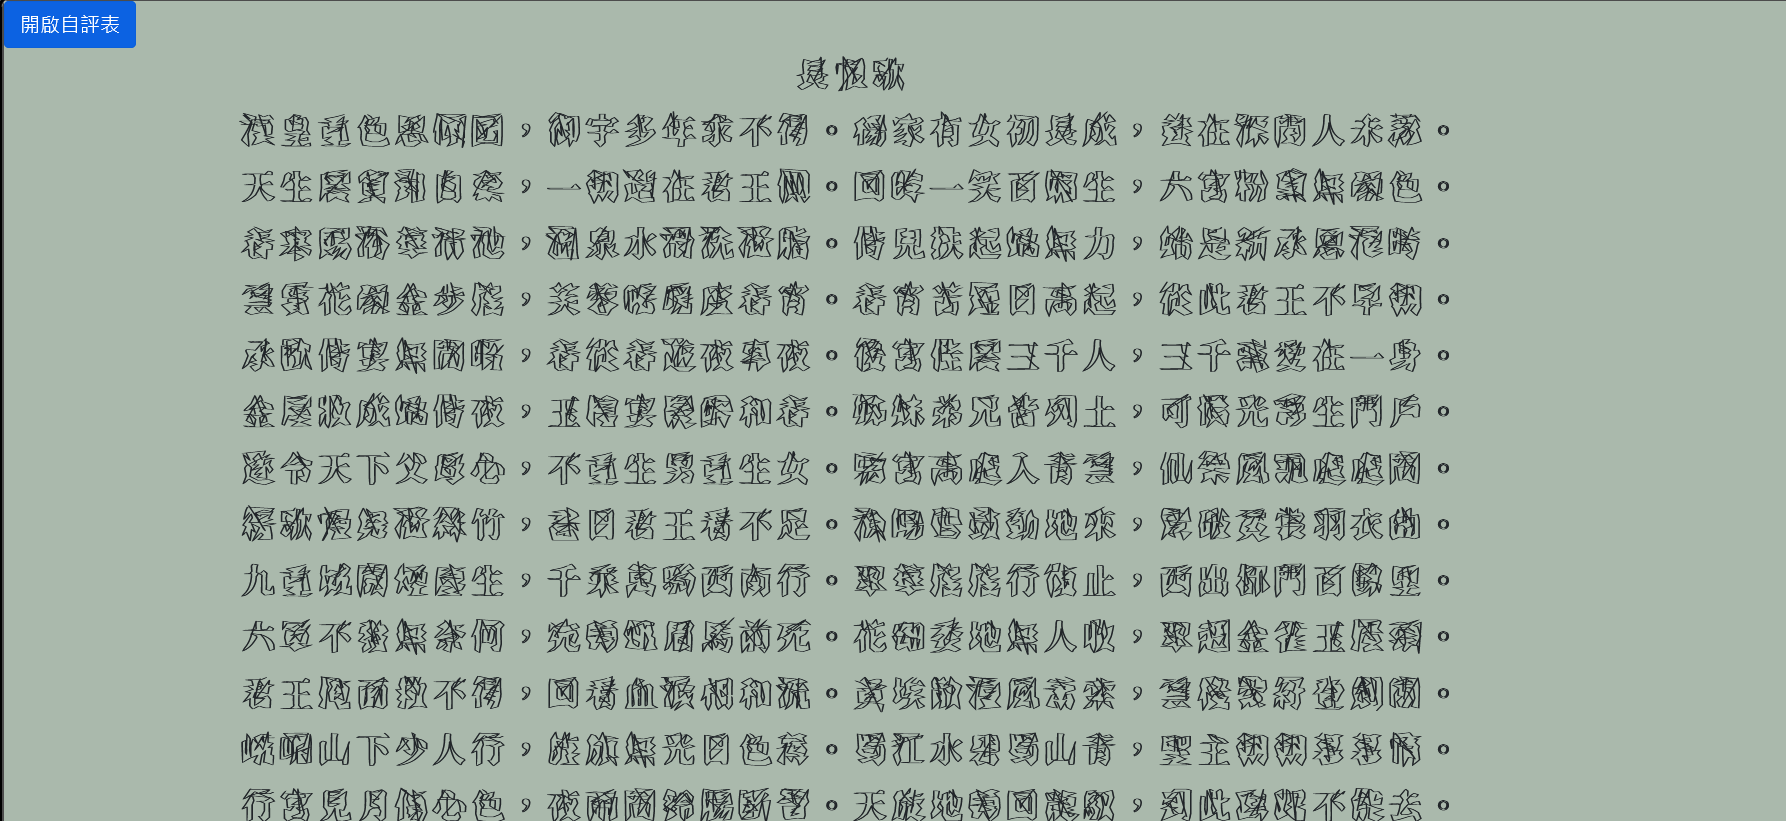 開啟自評表
長恨歌
漢皇重色思傾國，御宇多年求不得。楊家有女初長成，養在深閨人未識。
天生麗質難自棄，一朝選在君王側。回眸一笑百媚生，六宮粉黛無顏色。
春寒賜浴華清池，溫泉水滑洗凝脂。侍兒扶起嬌無力，始是新承恩澤時。
雲鬢花顏金步搖，芙蓉帳暖度春宵。春宵苦短日高起，從此君王不早朝。
承歡侍宴無閒暇，春從春遊夜專夜。後宮佳麗三千人，三千寵愛在一身。
金屋妝成嬌侍夜，玉樓宴罷醉和春。姊妹弟兄皆列土，可憐光彩生門戶。
遂令天下父母心，不重生男重生女。驪宮高處入青雲，仙樂風飄處處聞。
緩歌慢舞凝絲竹，盡日君王看不足。漁陽鼙鼓動地來，驚破霓裳羽衣曲。
九重城闕煙塵生，千乘萬騎西南行。翠華搖搖行復止，西出都門百餘里。
六軍不發無奈何，宛轉蛾眉馬前死。花鈿委地無人收，翠翹金雀玉搔頭。
君王掩面救不得，回看血淚相和流。黃埃散漫風蕭索，雲棧縈紆登劍閣。
峨嵋山下少人行，旌旗無光日色薄。蜀江水碧蜀山青，聖主朝朝暮暮情。
行宮見月傷心色，夜雨聞鈴腸斷聲。天旋地轉回龍馭，到此躊躇不能去。